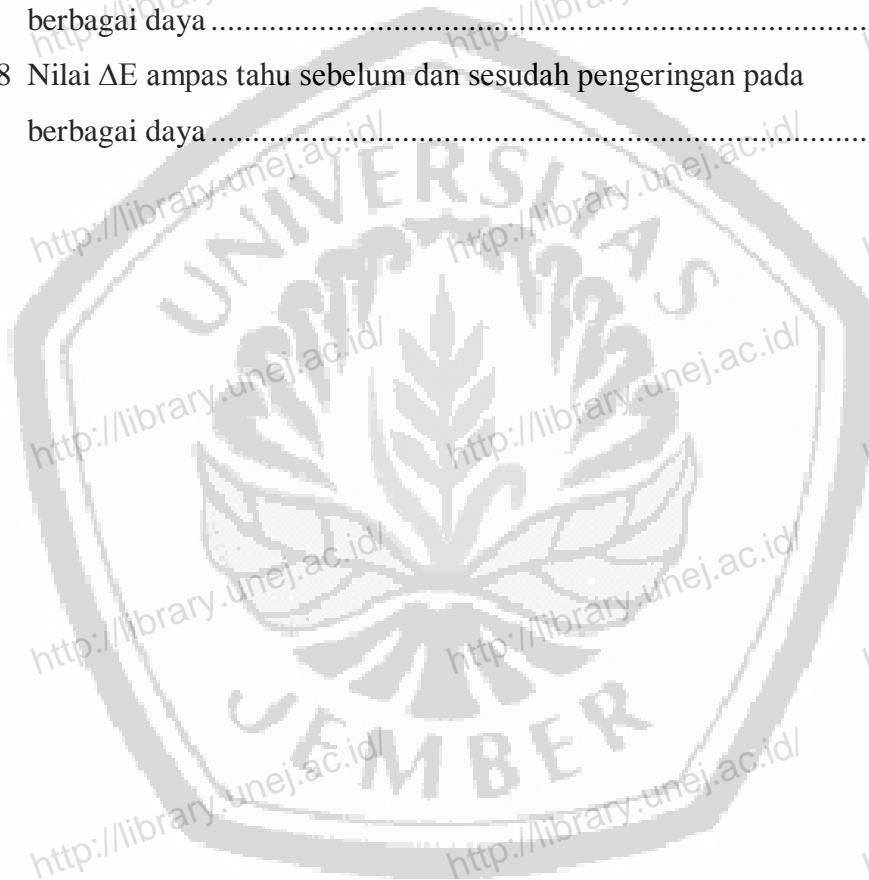 berbagai daya ..........................................................................
8 Nilai ΔE ampas tahu sebelum dan sesudah pengeringan pada
berbagai daya ..........................................................................
http://library.unej.ac.id/
http://library.unej.ac.id/
http://library.unej.ac.id/
http://library.unej.ac.id/
http://library.unej.ac.id/
http://library.unej.ac.id/
http://library.unej.ac.id/
http://library.unej.ac.id/
UNIVERSITAS
JEMBER